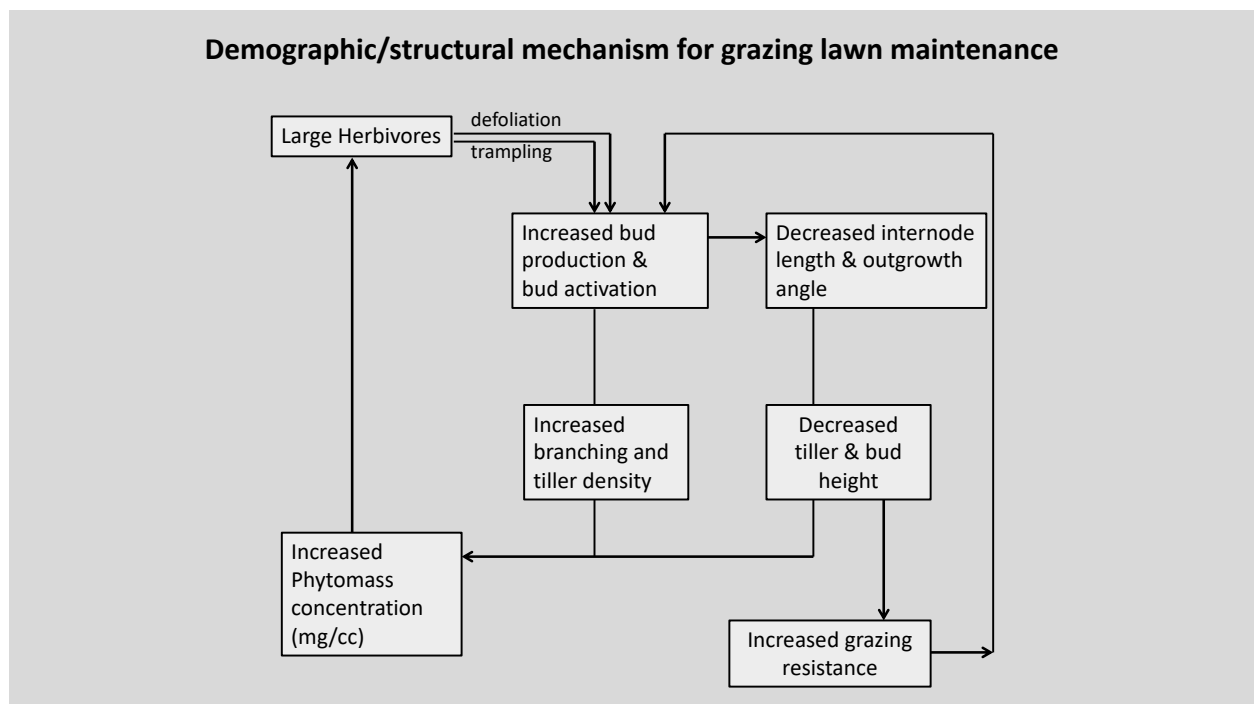 Demographic/structural mechanism for grazing lawn maintenance
defoliation
Large Herbivores
trampling
Increased bud
production &
bud activation
Decreased internode
length & outgrowth
angle
Increased
branching and
tiller density
Decreased
tiller & bud
height
Increased
Phytomass
concentration
(mg/cc)
Increased grazing
resistance